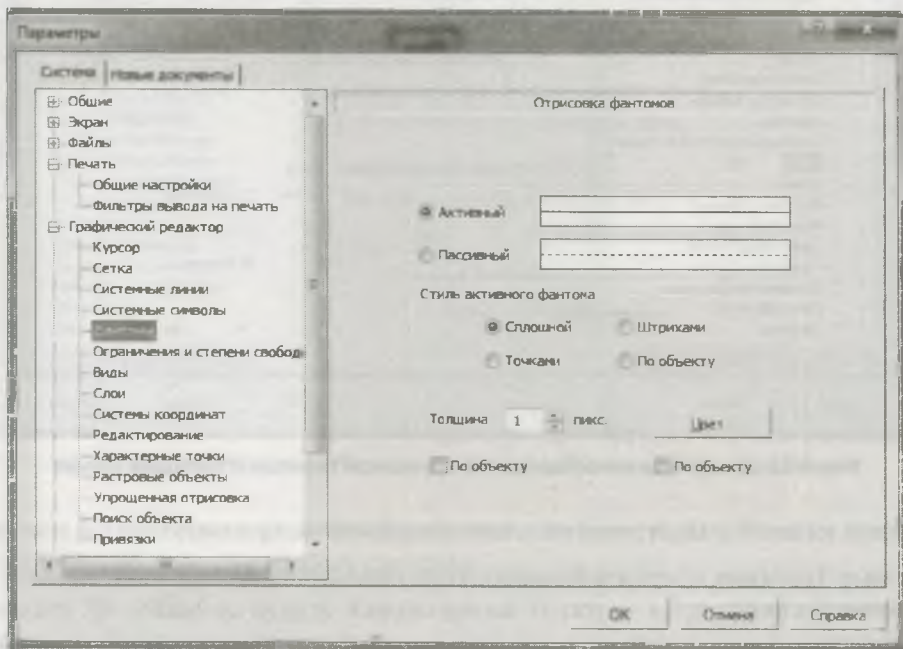 Параметры
Система Новые документы
Общие
Экран
Файлы
Печать
Общие настройки
Фильтры вывода на печать
Графический редактор
Курсор
Сетка
Системные линии
Системные символы
Ограничения и степени свобод
Виды
Слои
Системы координат
Редактирование
Характерные точки
Растровые объекты
Упрощенная отрисовка
Поиск объекта
Привязки
Отрисовка фантомов
Активный
Пассивный
Стиль активного фантома
Сплошной Штрихами
Точками По объекту
Толщина 1 пикс. Цвет
По объекту По объекту
ОК Отмена Справка